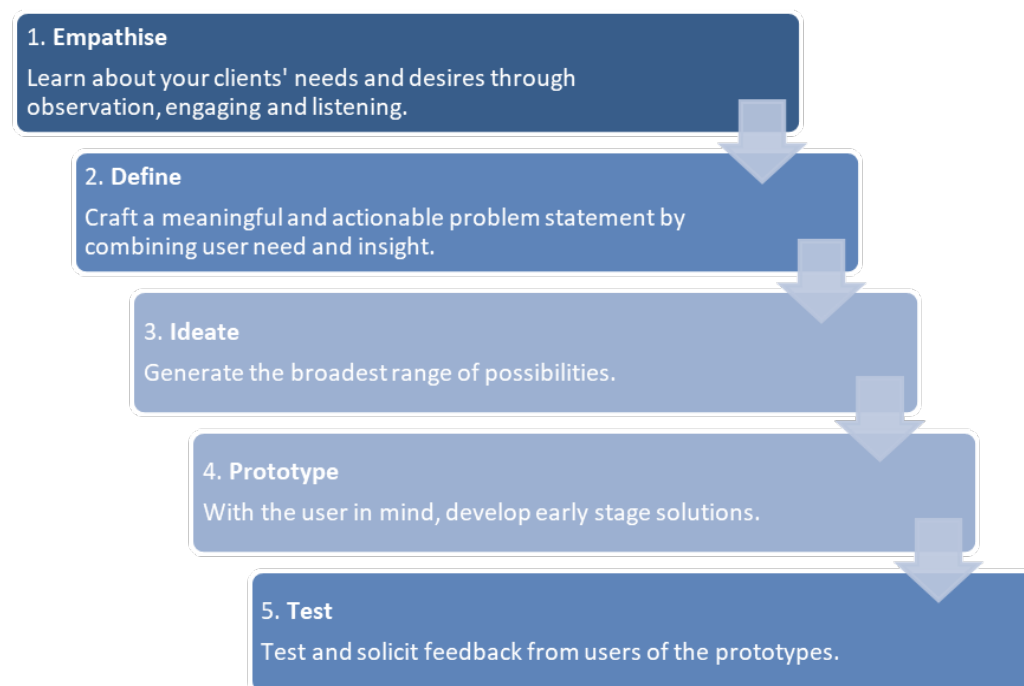 1. Empathise
Learn about your clients' needs and desires through
observation, engaging and listening.
2. Define
Craft a meaningful and actionable problem statement by
combining user need and insight.
3. Ideate
Generate the broadest range of possibilities.
4. Prototype
With the user in mind, develop early stage solutions.
5. Test
Test and solicit feedback from users of the prototypes.